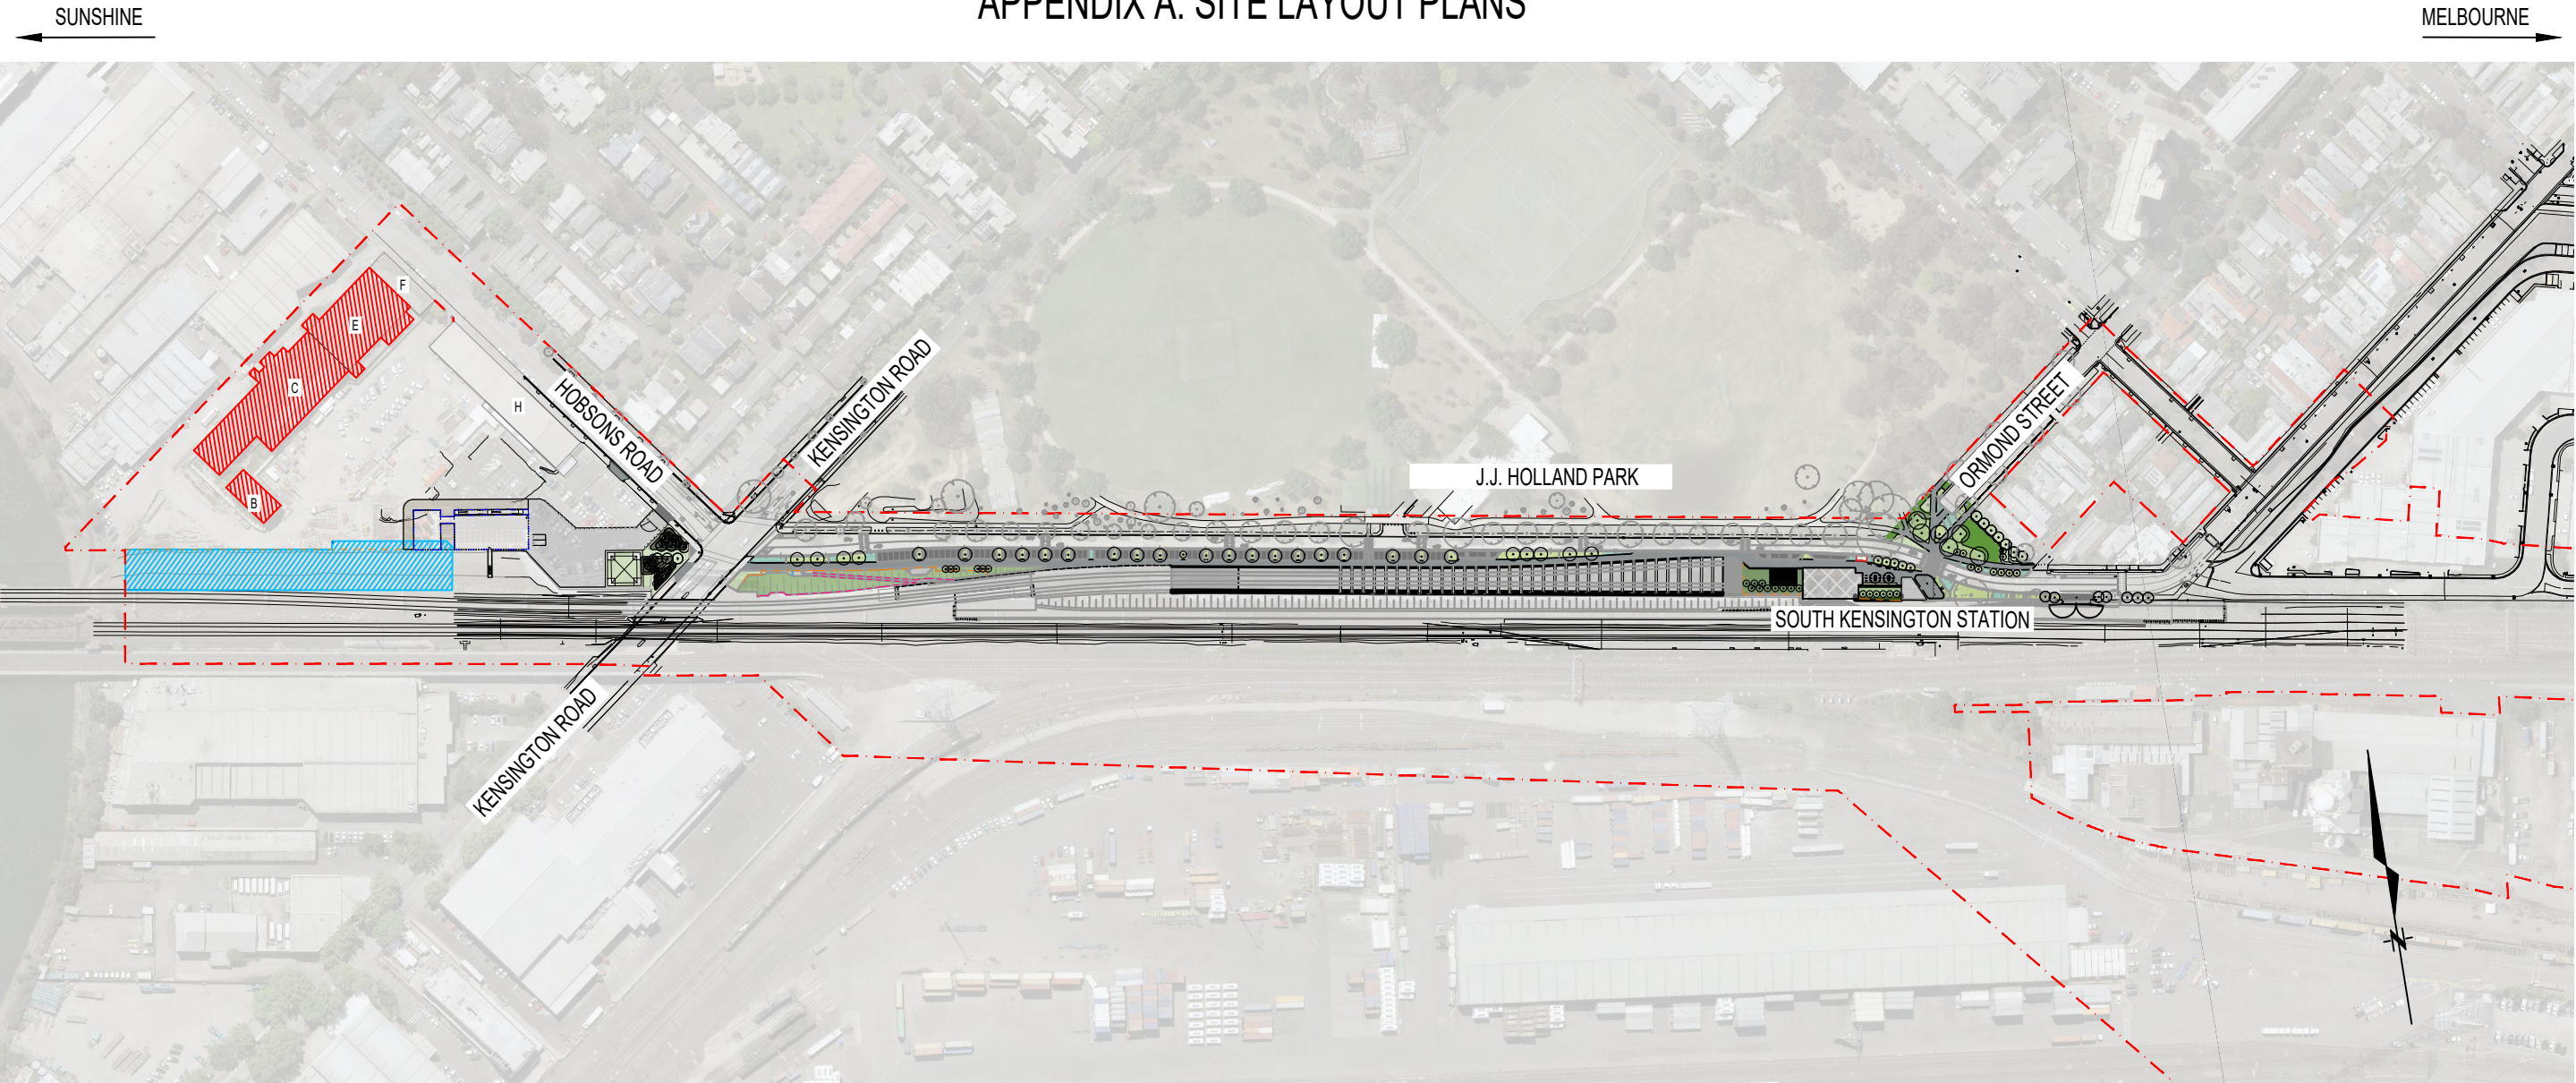 APPENDIX A. SITE LAYOUT PLANS
SUNSHINE
MELBOURNE
F
E
C
H
B
HOBSONS ROAD
KENSINGTON ROAD
ORMOND STREET
J.J. HOLLAND PARK
SOUTH KENSINGTON STATION
KENSINGTON ROAD